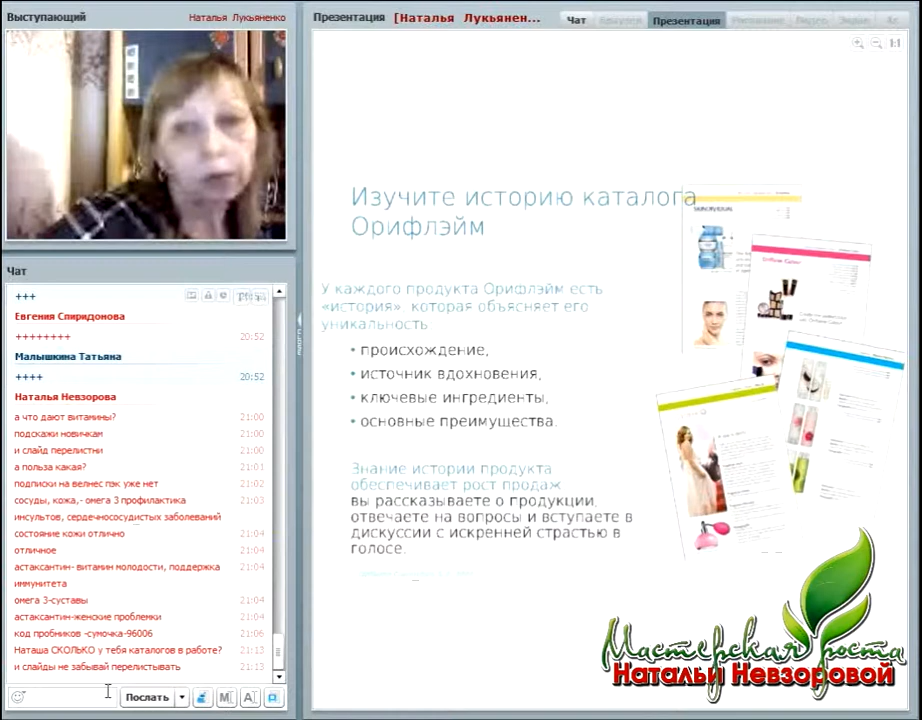 Выступающий
Наталья Лукьяненко
Презентация [Наталья Лукьянен...
Чат
Презентация
Рисование
Видео
Экран
1:1
Чат
+++
Евгения Спиридонова
++++++++ 20:52
Малышкина Татьяна
++++ 20:52
Наталья Невзорова
а что дают витамины? 21:00
подскажи новичкам 21:00
и слайд перелистни 21:00
а польза какая? 21:01
подписки на велнес пэк уже нет 21:02
сосуды, кожа,- омега 3 профилактика 21:03
инсультов, сердечнососудистых заболеваний
состояние кожи отлично 21:04
отличное 21:04
астаксантин- витамин молодости, поддержка 21:04
иммунитета
омега 3-суставы 21:04
астаксантин-женские проблемки 21:04
код пробников -сумочка-96006 21:06
Наташа СКОЛЬКО у тебя каталогов в работе? 21:13
и слайды не забывай перелистывать 21:13
Послать
Изучите историю каталога
Орифлэйм
У каждого продукта Орифлэйм есть
«история» которая объясняет его
уникальность
• происхождение,
• источник вдохновения,
• ключевые ингредиенты,
• основные преимущества.
Знание истории продукта
обеспечивает рост продаж
вы рассказываете о продукции,
отвечаете на вопросы и вступаете в
дискуссии с искренней страстью в
голосе.
Мастерская роста
Натальи Невзоровой